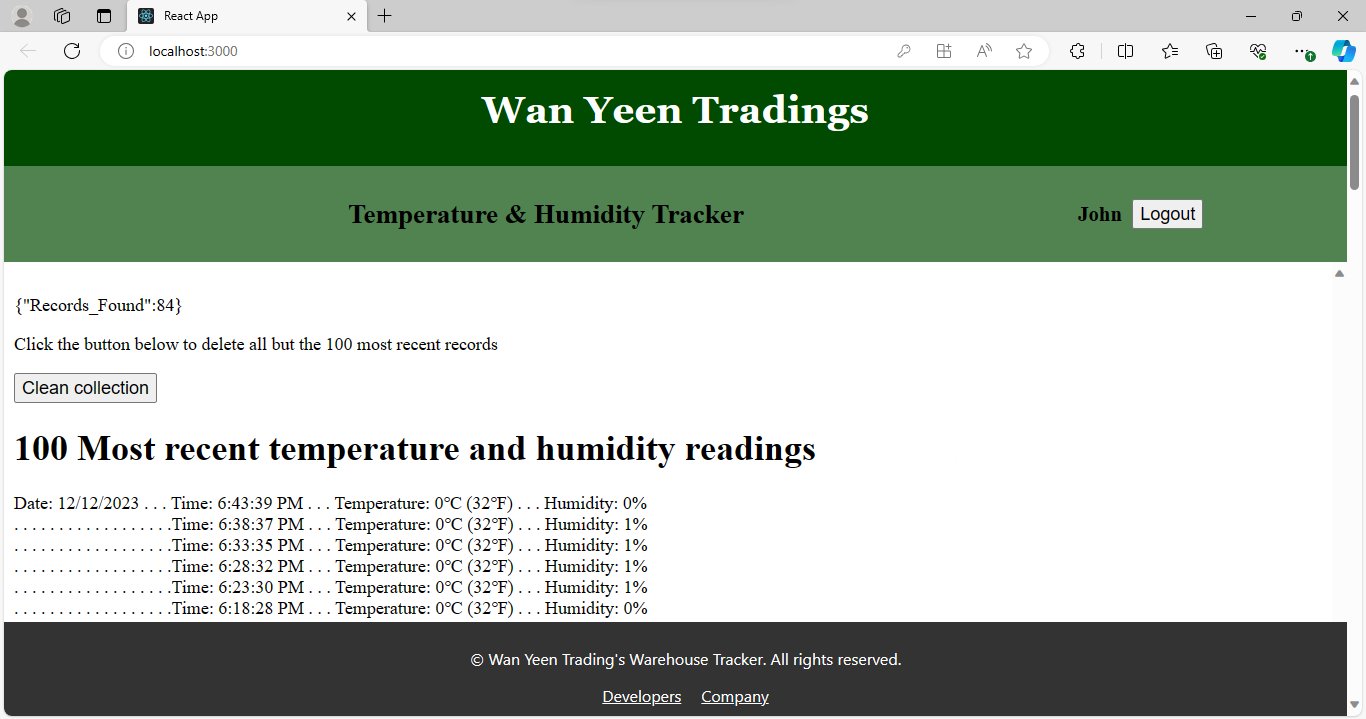 React App
localhost:3000
Wan Yeen Tradings
Temperature & Humidity Tracker
John Logout
{"Records_Found":84}
Click the button below to delete all but the 100 most recent records
Clean collection
100 Most recent temperature and humidity readings
Date: 12/12/2023 . . . Time: 6:43:39 PM . . . Temperature: 0°C (32°F) . . . Humidity: 0%
. . . . . . . . . . . . . . . . . .Time: 6:38:37 PM . . . Temperature: 0°C (32°F) . . . Humidity: 1%
. . . . . . . . . . . . . . . . . .Time: 6:33:35 PM . . . Temperature: 0°C (32°F) . . . Humidity: 1%
. . . . . . . . . . . . . . . . . .Time: 6:28:32 PM . . . Temperature: 0°C (32°F) . . . Humidity: 1%
. . . . . . . . . . . . . . . . . .Time: 6:23:30 PM . . . Temperature: 0°C (32°F) . . . Humidity: 1%
. . . . . . . . . . . . . . . . . .Time: 6:18:28 PM . . . Temperature: 0°C (32°F) . . . Humidity: 0%
© Wan Yeen Trading's Warehouse Tracker. All rights reserved.
Developers Company